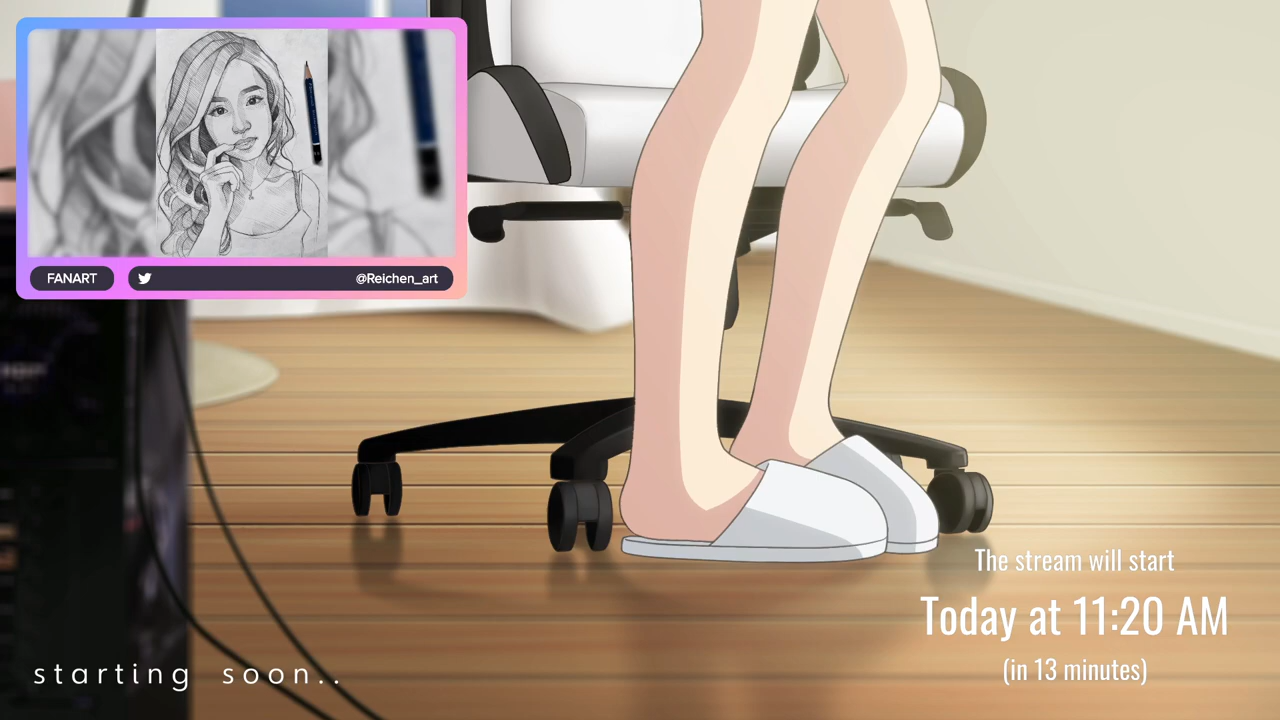 FANART
@Reichen_art
The stream will start
Today at 11:20 AM
(in 13 minutes)
starting soon..